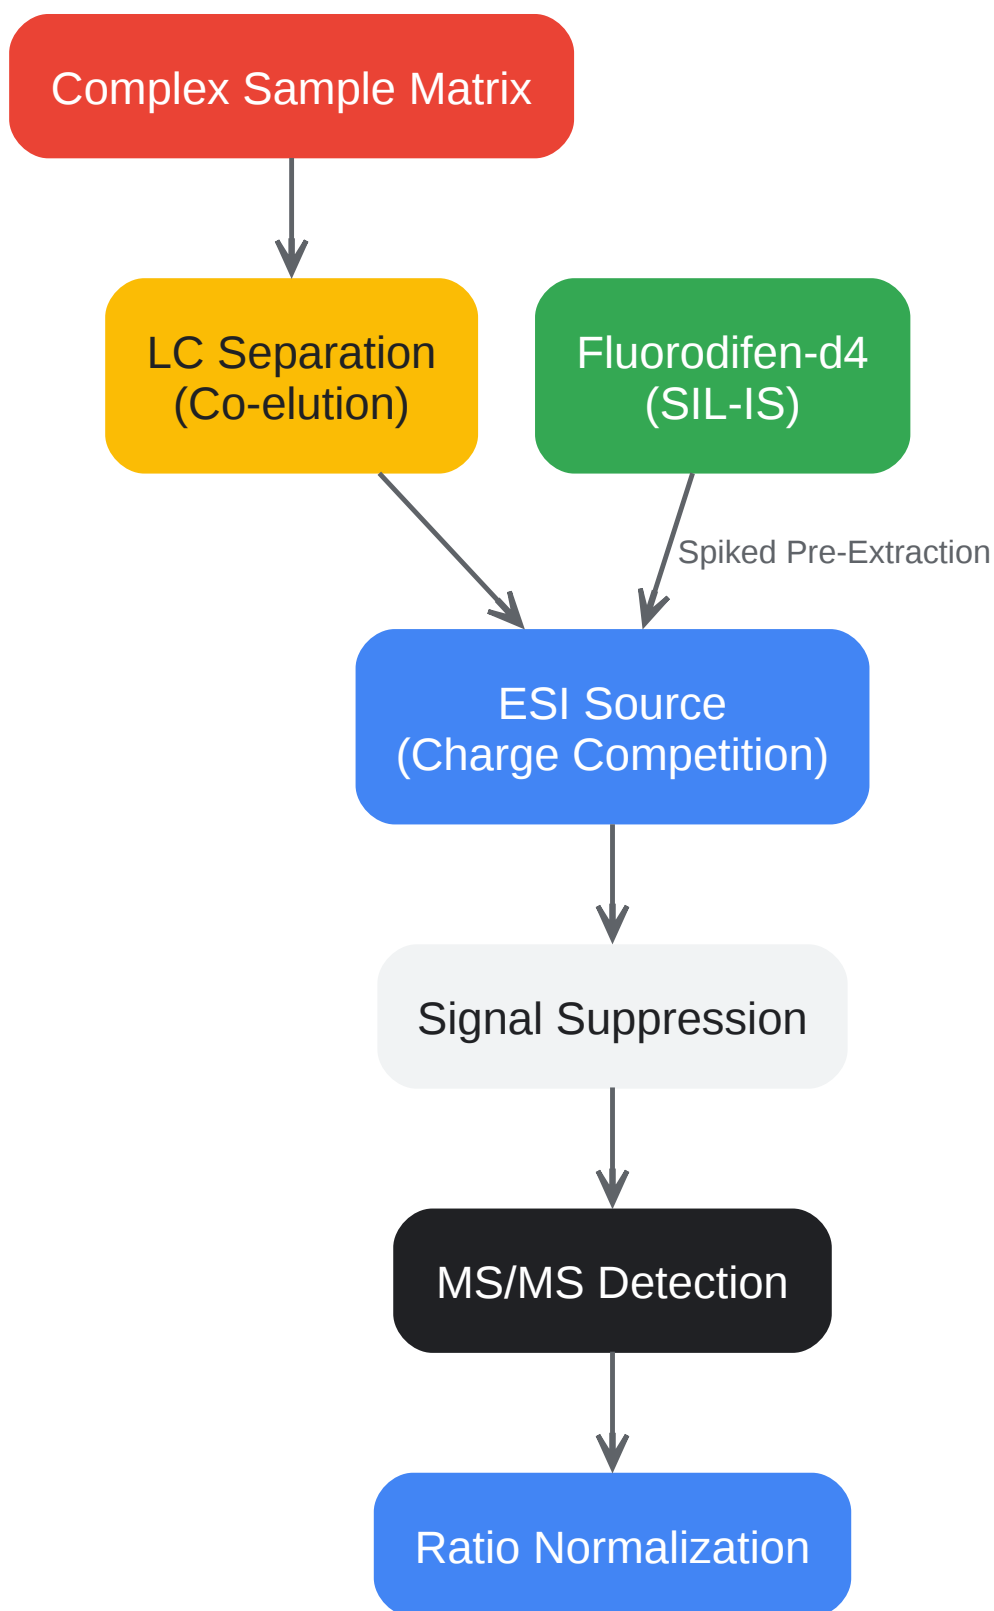 Complex Sample Matrix
LC Separation
(Co-elution)
Fluorodifen-d4
(SIL-IS)
Spiked Pre-Extraction
ESI Source
(Charge Competition)
Signal Suppression
MS/MS Detection
Ratio Normalization